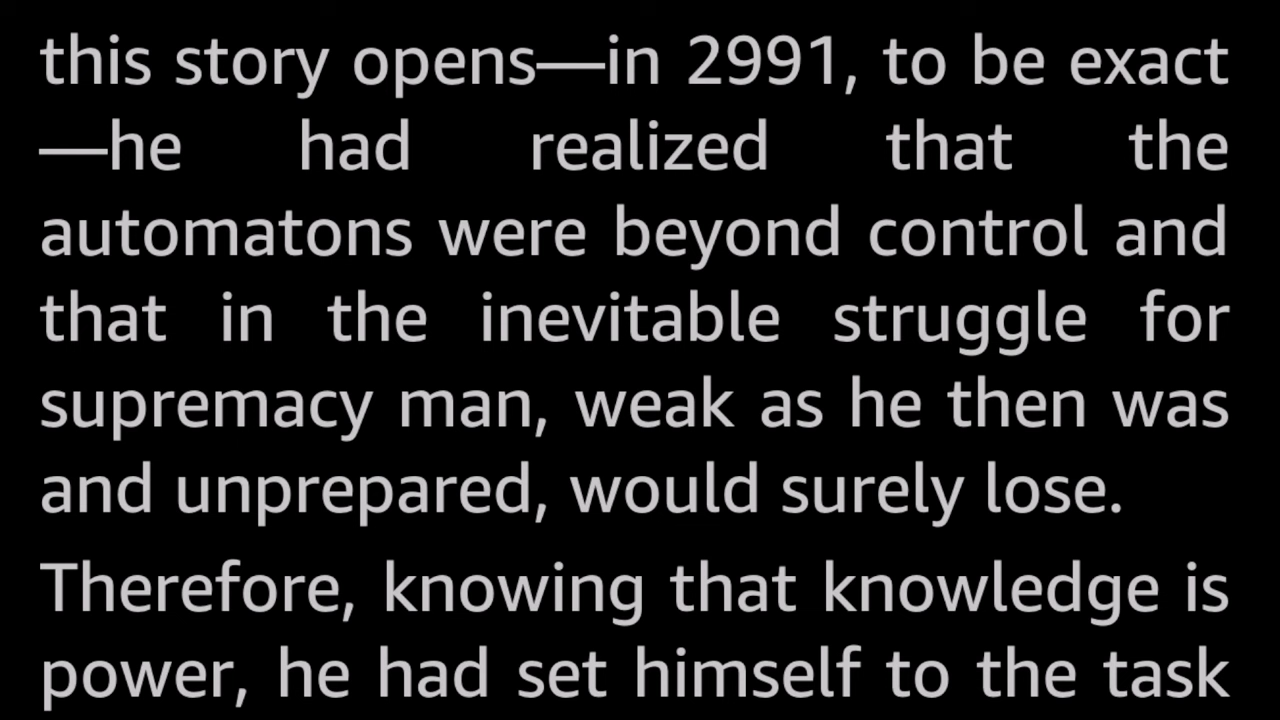 this story opens—in 2991, to be exact
—he had realized that the
automatons were beyond control and
that in the inevitable struggle for
supremacy man, weak as he then was
and unprepared, would surely lose.
Therefore, knowing that knowledge is
power, he had set himself to the task